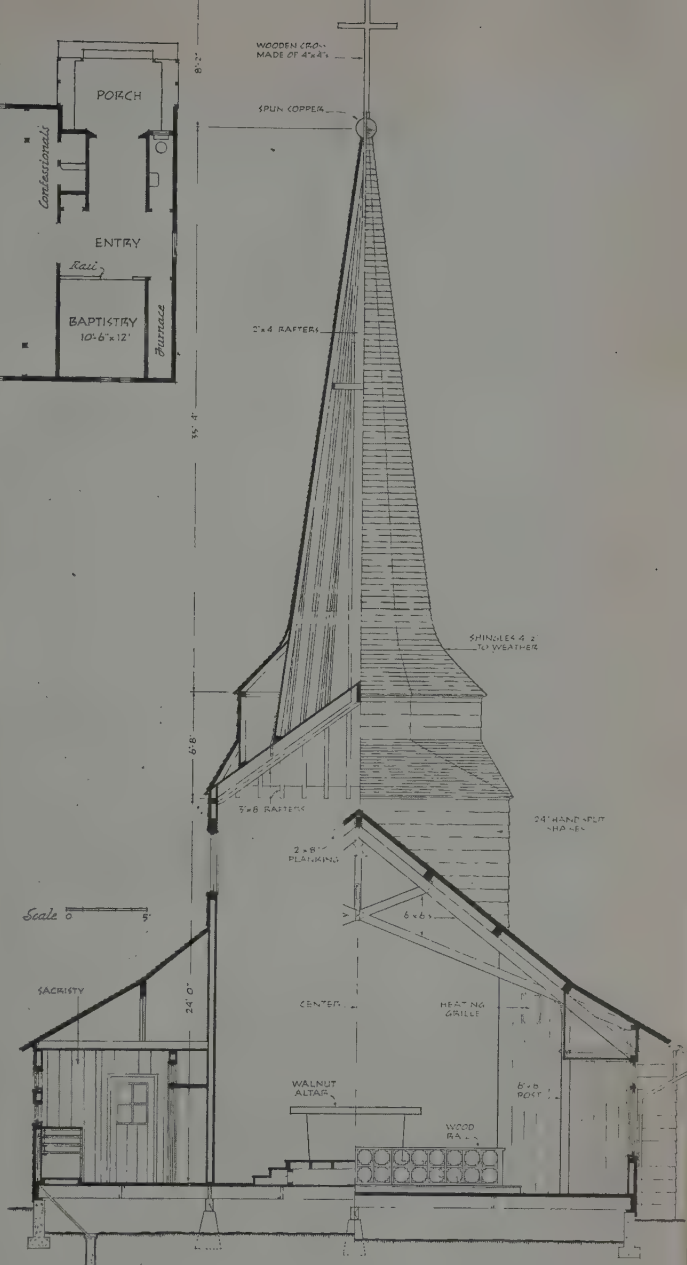 8'-2"
WOODEN CROSS
MADE OF 4"x4"s
PORCH
SPUN COPPER
Confessionals
ENTRY
Rail
BAPTISTRY
10'-6"x12'
Furnace
2"x4" RAFTERS
35'-4"
SHINGLES 4 1/2
TO WEATHER
6'-8"
3"x8" RAFTERS
24" HAND SPLIT
SHAKES
2"x8"
PLANKING
Scale 0 5'
6"x6"s
SACRISTY
24'-0"
CENTER
HEATING
GRILLE
WALNUT
ALTAR
6"x6"
POST
WOOD